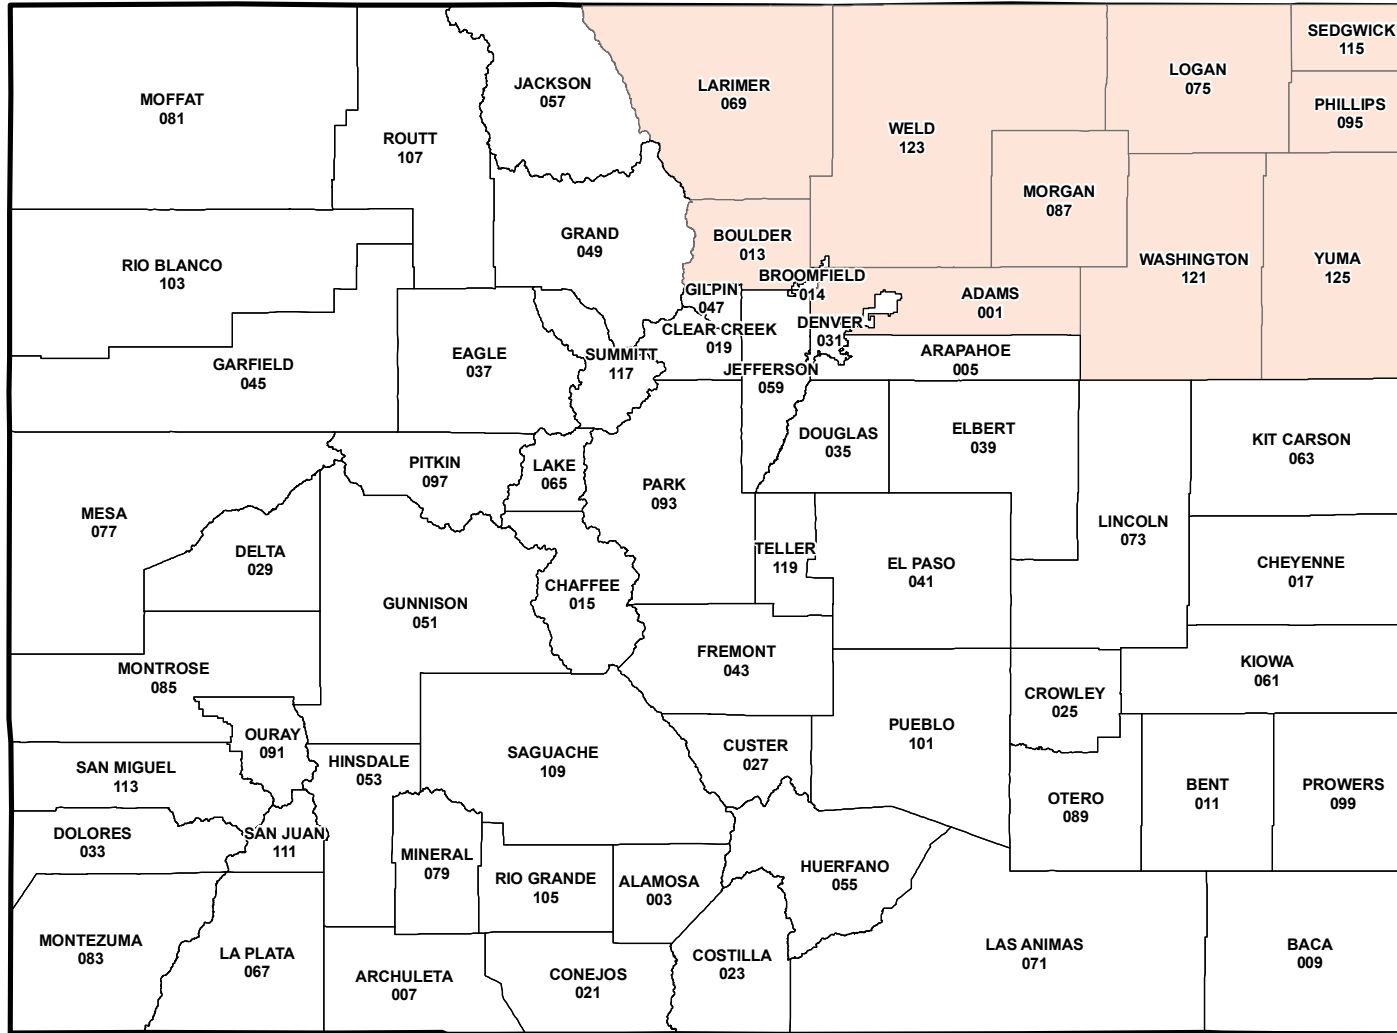 MOFFAT
081
ROUTT
107
JACKSON
057
LARIMER
069
WELD
123
LOGAN
075
SEDGWICK
115
PHILLIPS
095
MORGAN
087
WASHINGTON
121
YUMA
125
RIO BLANCO
103
GRAND
049
BOULDER
013
BROOMFIELD
014
GILPIN
047
ADAMS
001
CLEAR CREEK
019
DENVER
031
ARAPAHOE
005
GARFIELD
045
EAGLE
037
SUMMITT
117
JEFFERSON
059
DOUGLAS
035
ELBERT
039
KIT CARSON
063
PITKIN
097
LAKE
065
PARK
093
MESA
077
DELTA
029
LINCOLN
073
TELLER
119
EL PASO
041
CHEYENNE
017
GUNNISON
051
CHAFFEE
015
FREMONT
043
MONTROSE
085
KIOWA
061
CROWLEY
025
OURAY
091
HINSDALE
053
SAGUACHE
109
CUSTER
027
PUEBLO
101
SAN MIGUEL
113
OTERO
089
BENT
011
PROWERS
099
DOLORES
033
SAN JUAN
111
MINERAL
079
RIO GRANDE
105
ALAMOSA
003
HUERFANO
055
MONTEZUMA
083
LA PLATA
067
ARCHULETA
007
CONEJOS
021
COSTILLA
023
LAS ANIMAS
071
BACA
009